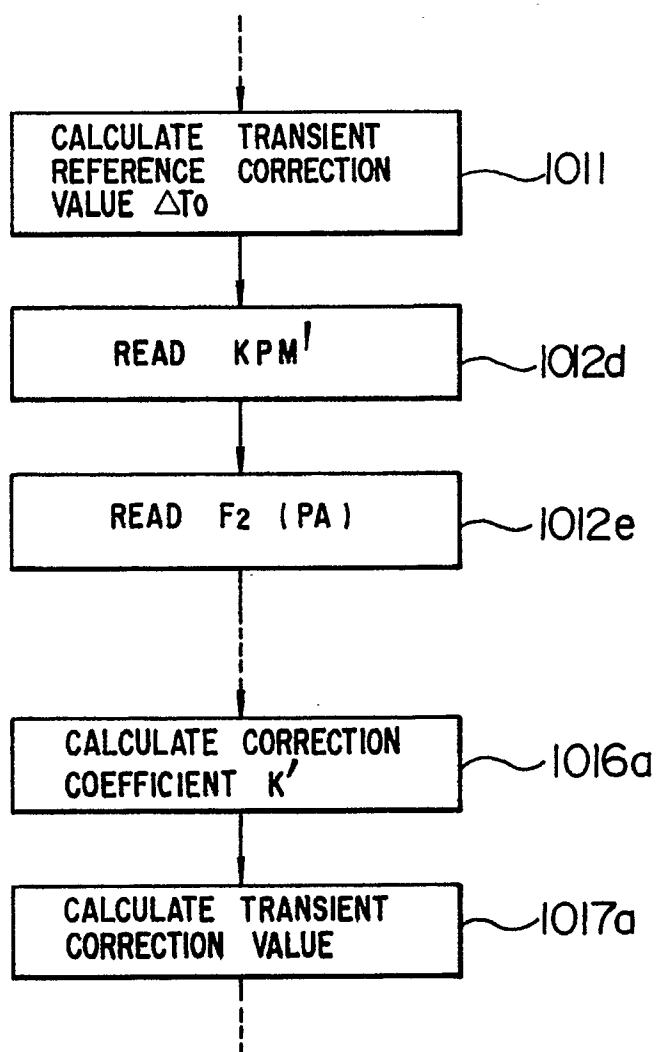 CALCULATE TRANSIENT
REFERENCE CORRECTION
VALUE △To
1011
READ KPM'
1012d
READ F2 (PA)
1012e
CALCULATE CORRECTION
COEFFICIENT K'
1016a
CALCULATE TRANSIENT
CORRECTION VALUE
1017a